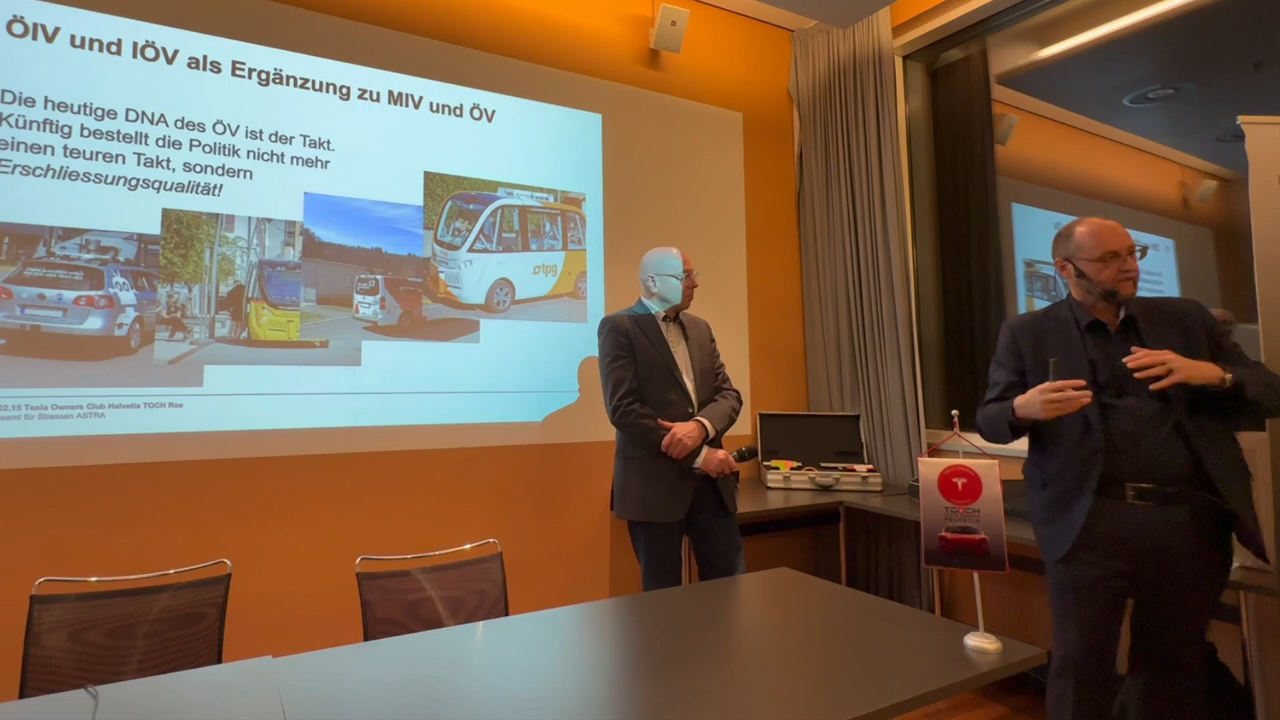 ÖIV und IÖV als Ergänzung zu MIV und ÖV
Die heutige DNA des ÖV ist der Takt.
Künftig bestellt die Politik nicht mehr
einen teuren Takt, sondern
Erschliessungsqualität!
tpg
02.15 Tesla Owners Club Helvetia TOCH Roe
samt für Strassen ASTRA
TOCH
HELVETIA